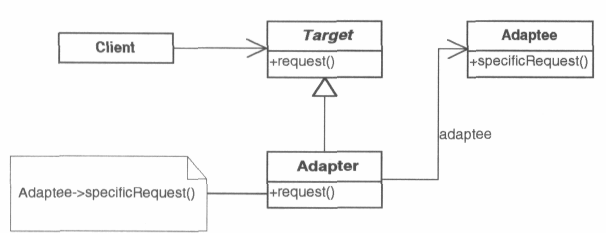 Client
Target
+request()
Adaptee
+specificRequest()
adaptee
Adapter
+request()
Adaptee->specificRequest()